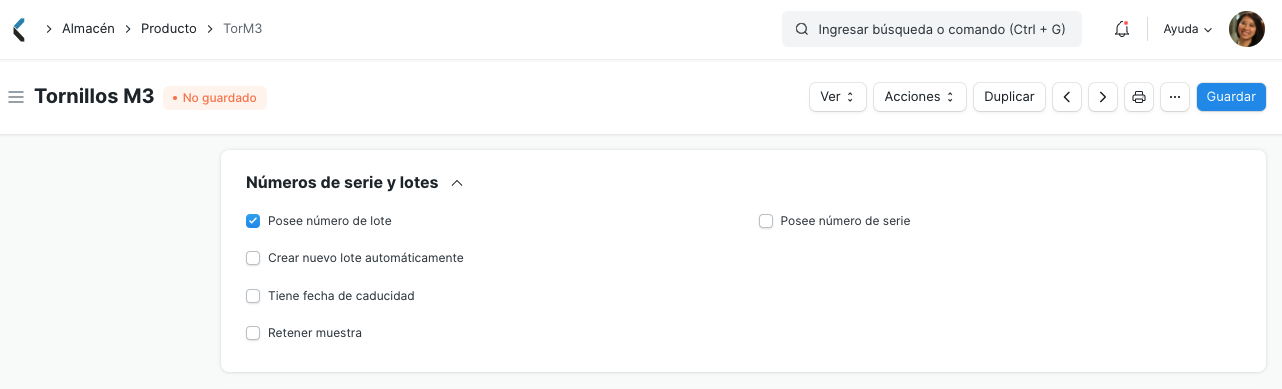 Almacén Producto TorM3
Ingresar búsqueda o comando (Ctrl + G)
Ayuda
Tornillos M3
No guardado
Ver
Acciones
Duplicar
Guardar
Números de serie y lotes
Posee número de lote
Posee número de serie
Crear nuevo lote automáticamente
Tiene fecha de caducidad
Retener muestra